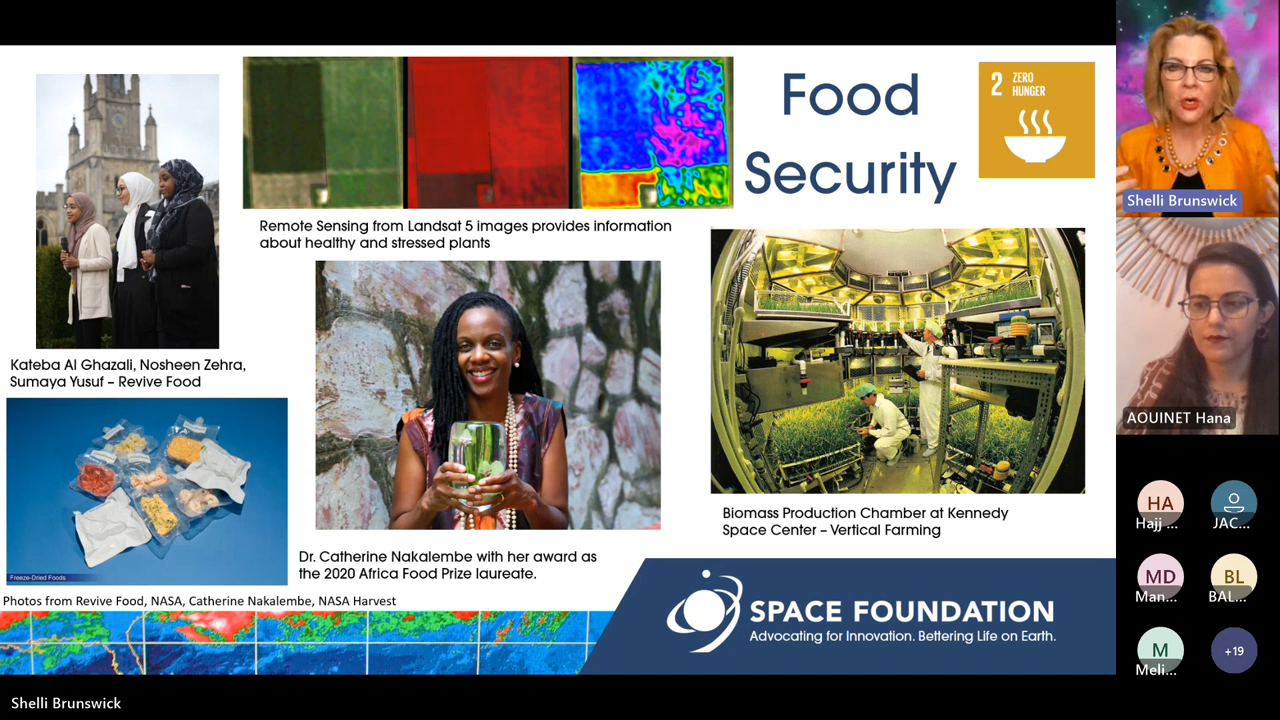 Food
Security
2 ZERO
HUNGER
Remote Sensing from Landsat 5 images provides information
about healthy and stressed plants
Kateba Al Ghazali, Nosheen Zehra,
Sumaya Yusuf – Revive Food
Freeze-Dried Foods
Dr. Catherine Nakalembe with her award as
the 2020 Africa Food Prize laureate.
Biomass Production Chamber at Kennedy
Space Center – Vertical Farming
Photos from Revive Food, NASA, Catherine Nakalembe, NASA Harvest
SPACE FOUNDATION
Advocating for Innovation. Bettering Life on Earth.
Shelli Brunswick
Shelli Brunswick
AOUINET Hana
HA
Hajj ...
JAC...
MD
Man...
BL
BAL...
M
Meli...
+19